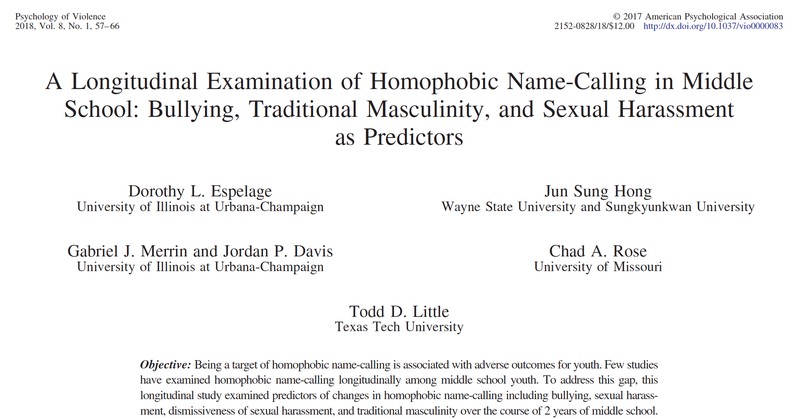 Psychology of Violence
2018, Vol. 8, No. 1, 57–66
© 2017 American Psychological Association
2152-0828/18/$12.00 http://dx.doi.org/10.1037/vio0000083
A Longitudinal Examination of Homophobic Name-Calling in Middle
School: Bullying, Traditional Masculinity, and Sexual Harassment
as Predictors
Dorothy L. Espelage
University of Illinois at Urbana-Champaign
Jun Sung Hong
Wayne State University and Sungkyunkwan University
Gabriel J. Merrin and Jordan P. Davis
University of Illinois at Urbana-Champaign
Chad A. Rose
University of Missouri
Todd D. Little
Texas Tech University
Objective: Being a target of homophobic name-calling is associated with adverse outcomes for youth. Few studies
have examined homophobic name-calling longitudinally among middle school youth. To address this gap, this
longitudinal study examined predictors of changes in homophobic name-calling including bullying, sexual harass-
ment, dismissiveness of sexual harassment, and traditional masculinity over the course of 2 years of middle school.